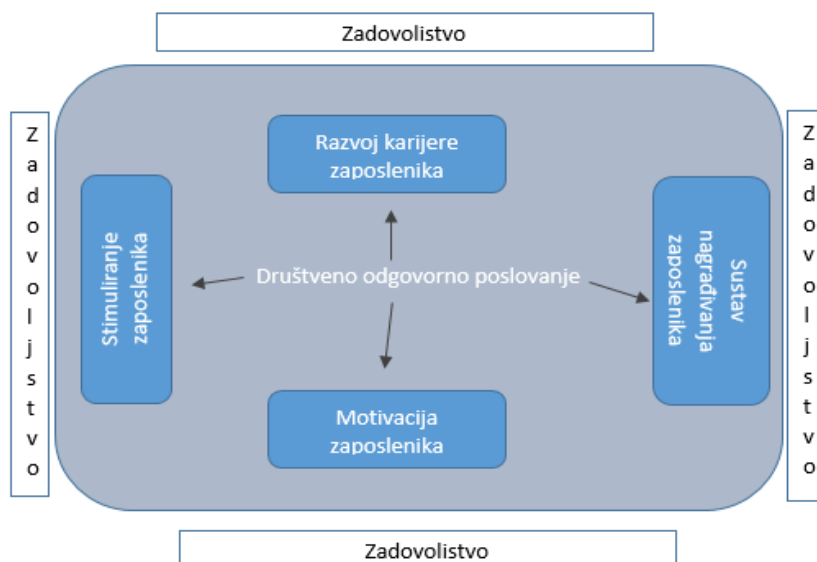 Zadovolistvo
Zadovoljstvo
Razvoj karijere
zaposlenika
Zadovoljstvo
Stimuliranje
zaposlenika
Društveno odgovorno poslovanje
Sustav
nagrađivanja
zaposlenika
Motivacija
zaposlenika
Zadovolistvo